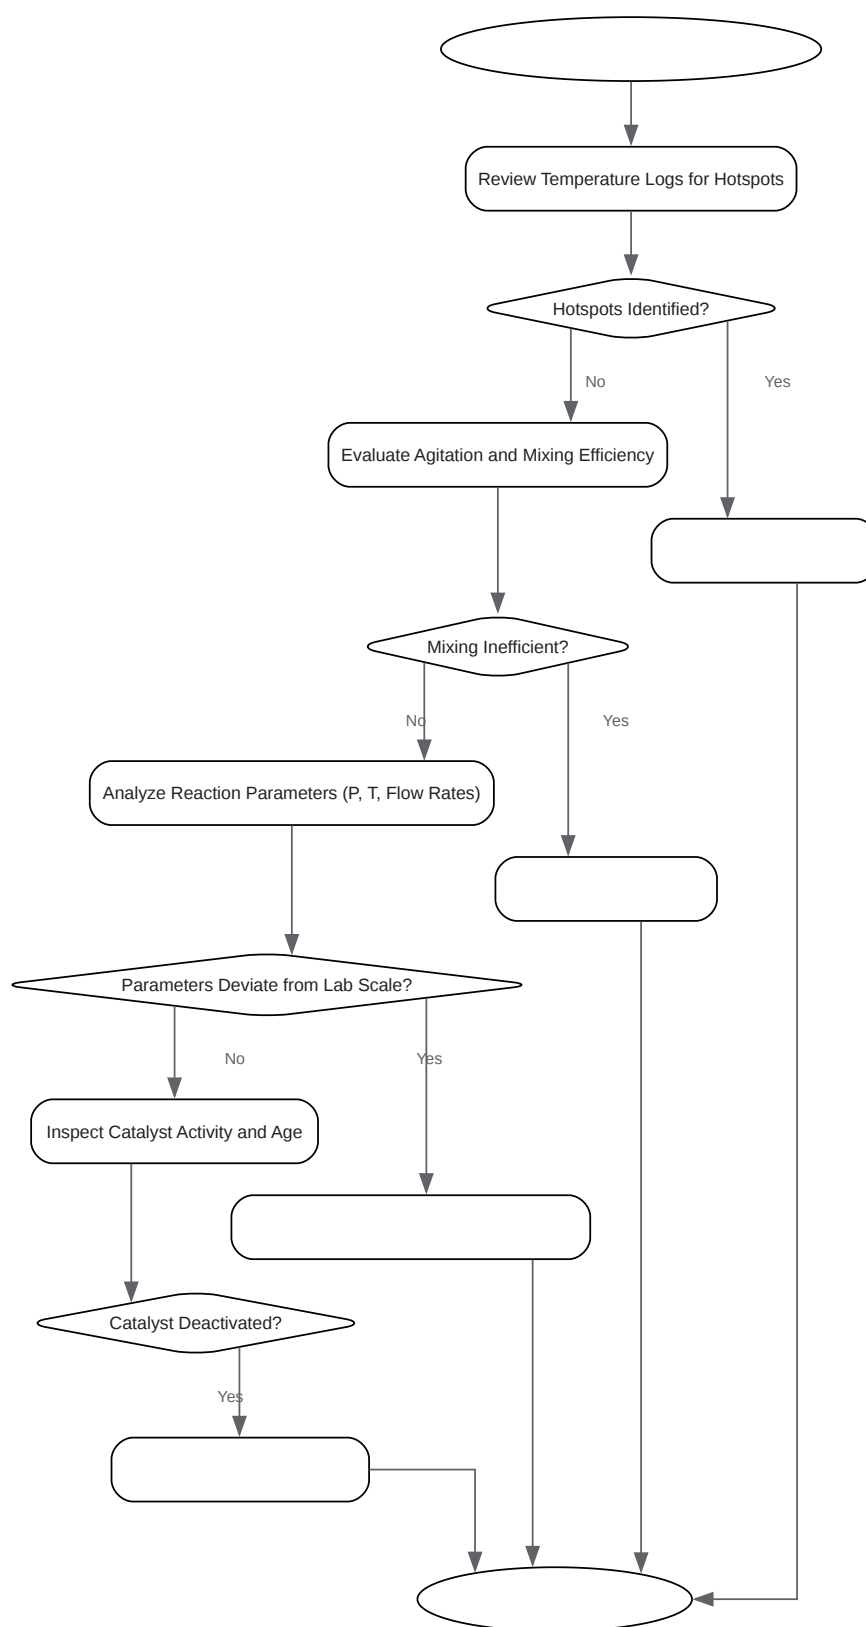 Review Temperature Logs for Hotspots
Hotspots Identified?
No
Yes
Evaluate Agitation and Mixing Efficiency
Mixing Inefficient?
No
Yes
Analyze Reaction Parameters (P, T, Flow Rates)
Parameters Deviate from Lab Scale?
No
Yes
Inspect Catalyst Activity and Age
Catalyst Deactivated?
Yes